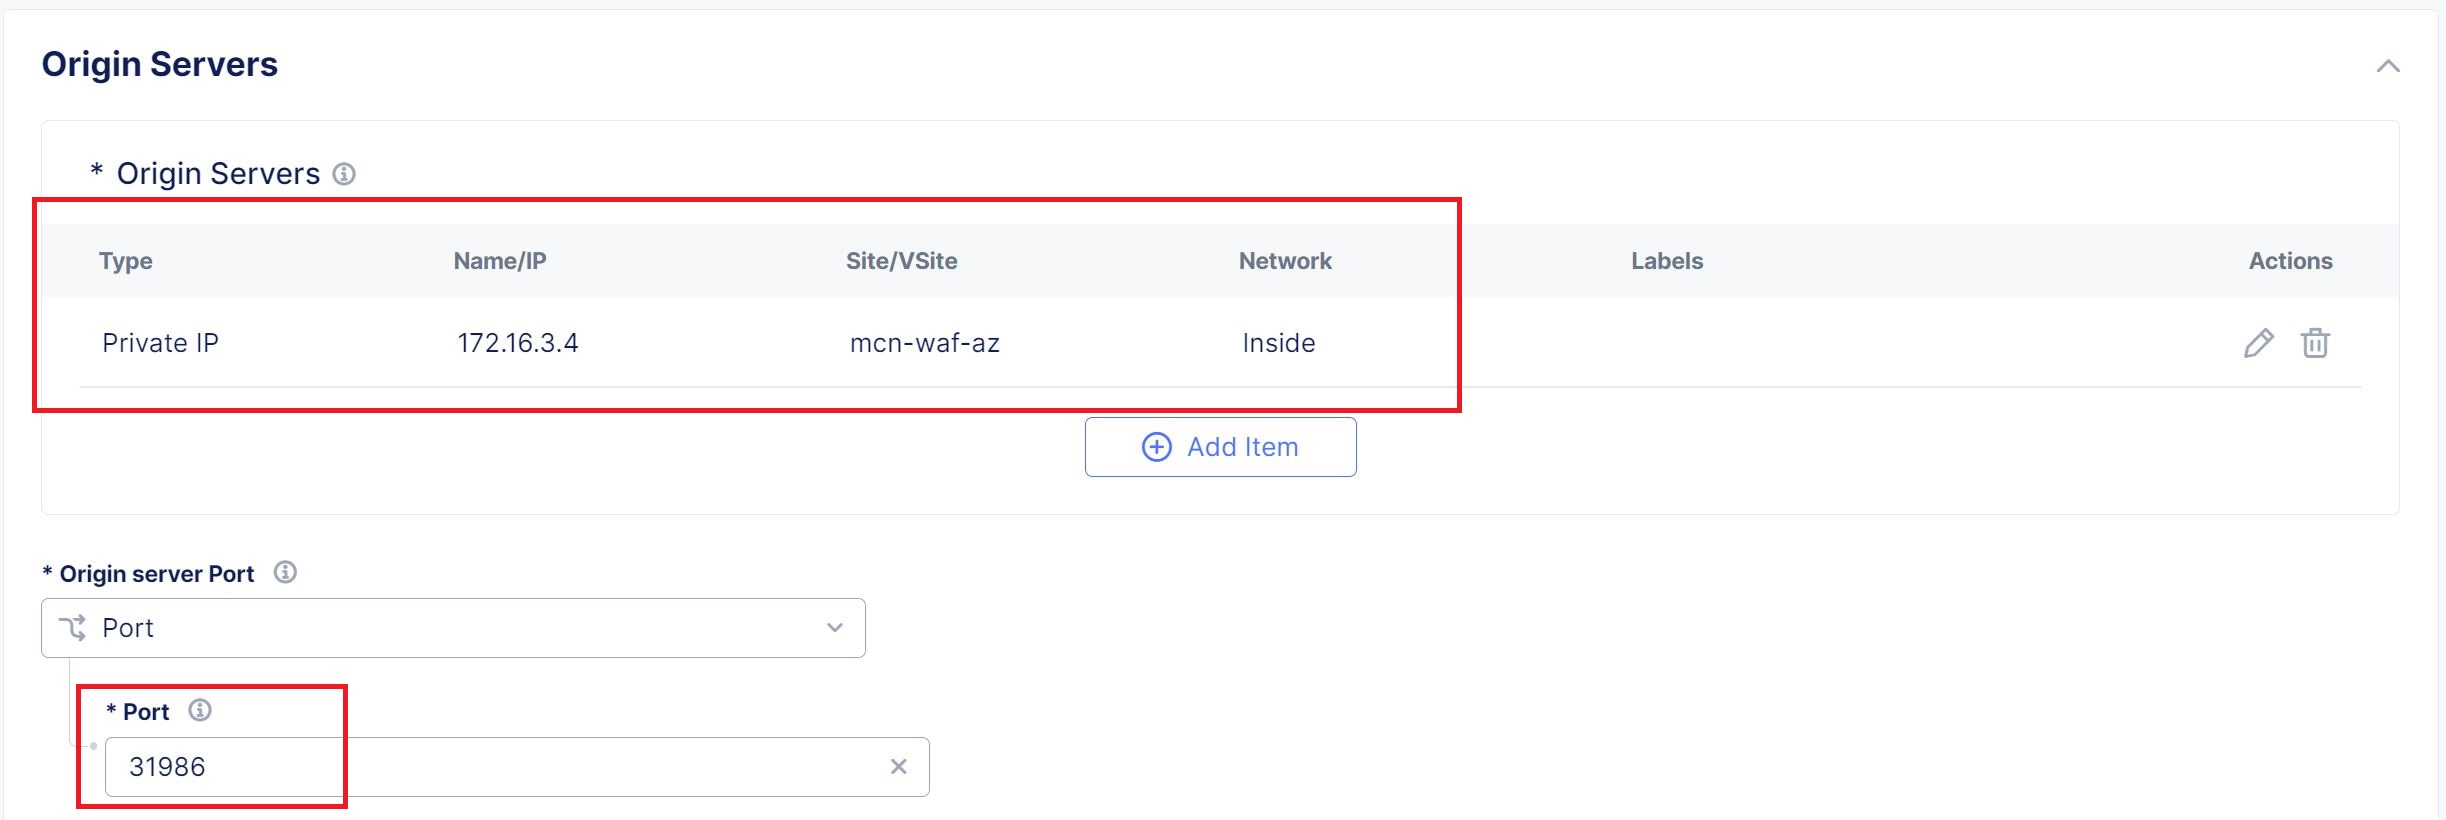 Origin Servers
* Origin Servers
Type Name/IP Site/VSite Network Labels Actions
Private IP 172.16.3.4 mcn-waf-az Inside
Add Item
* Origin server Port
Port
* Port
31986